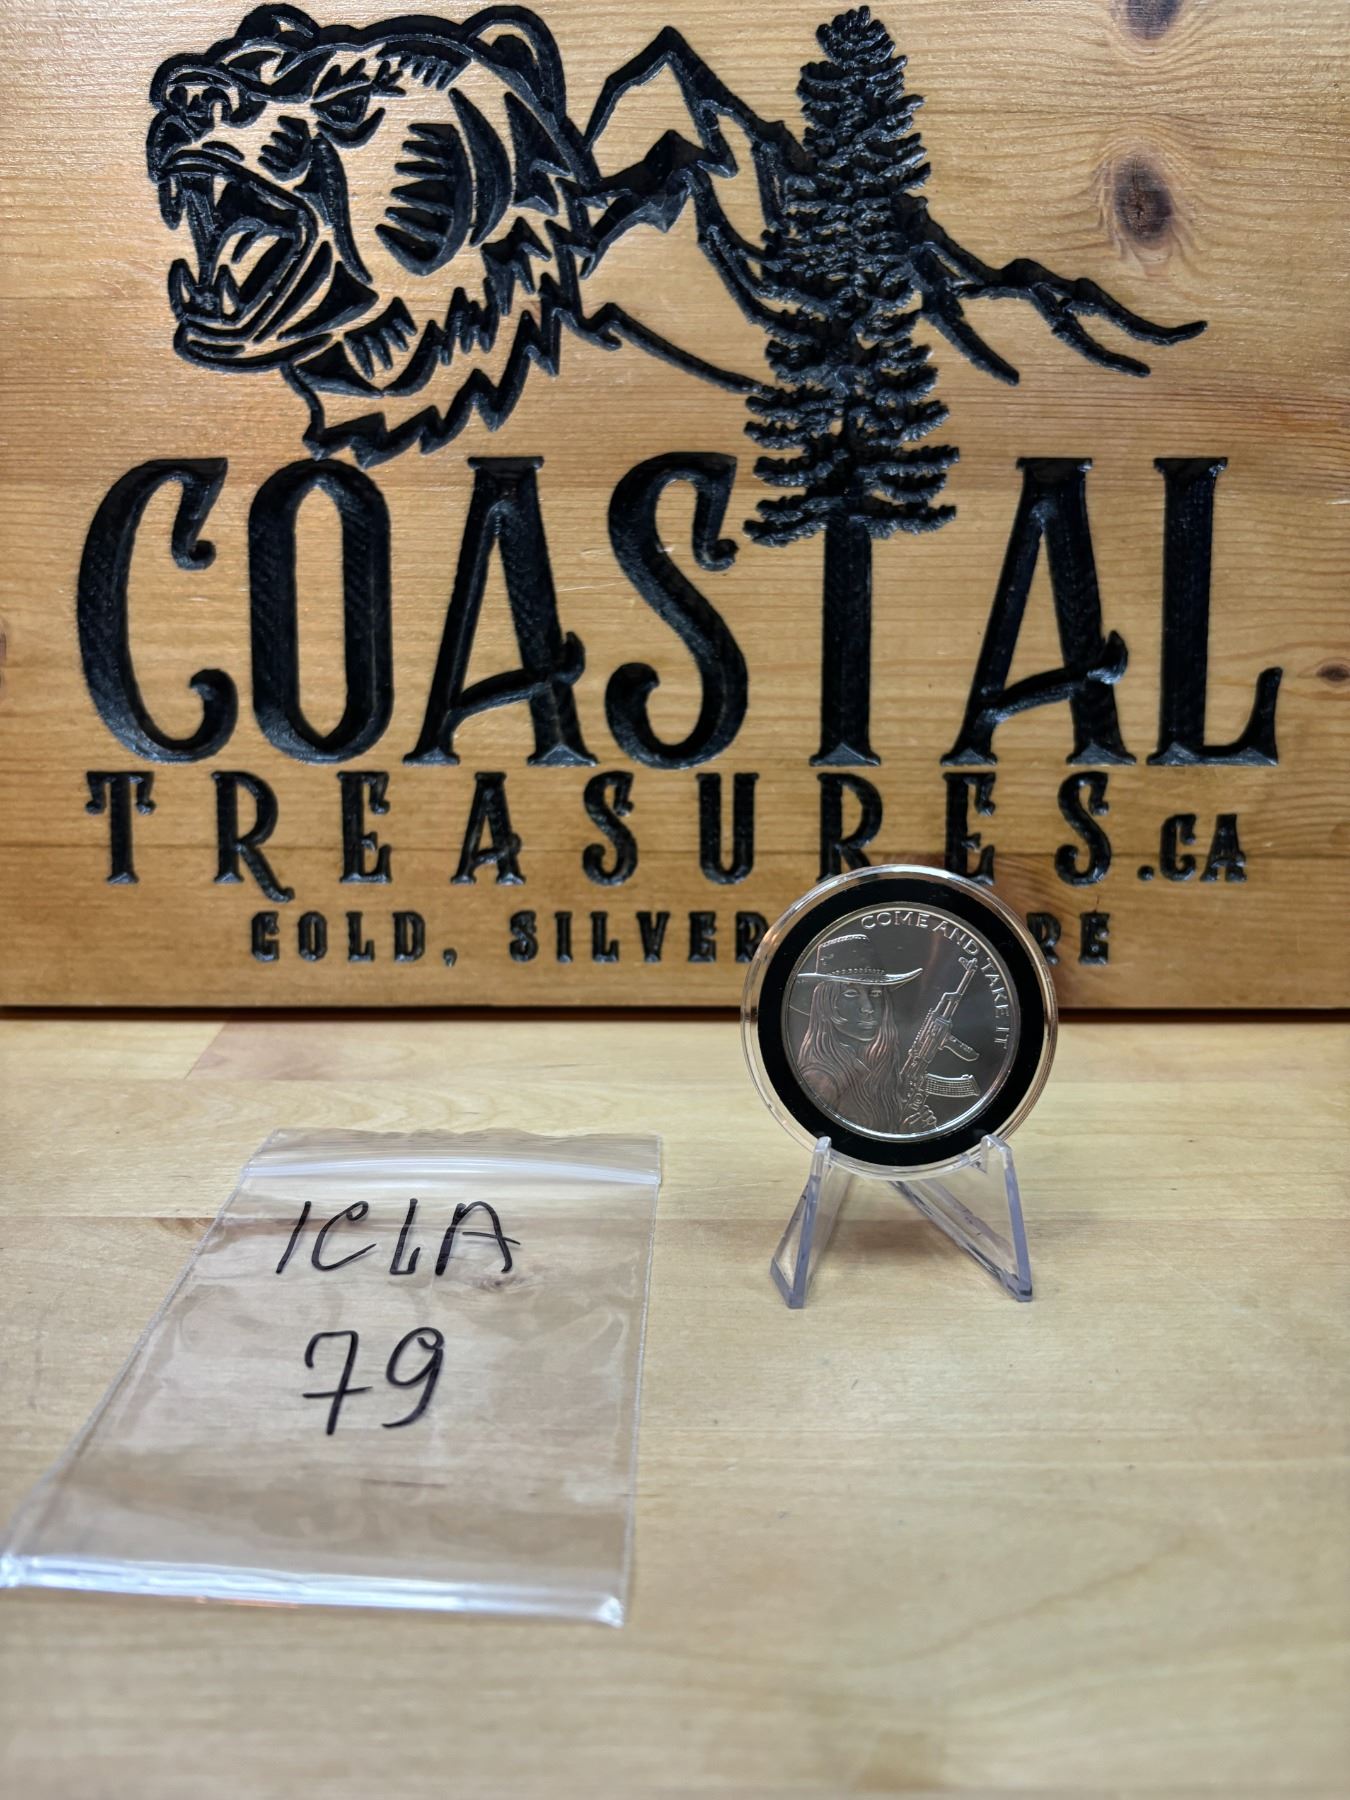 COASTAL
TREASURES.CA
GOLD, SILVER
COME AND TAKE IT
ICLA
79